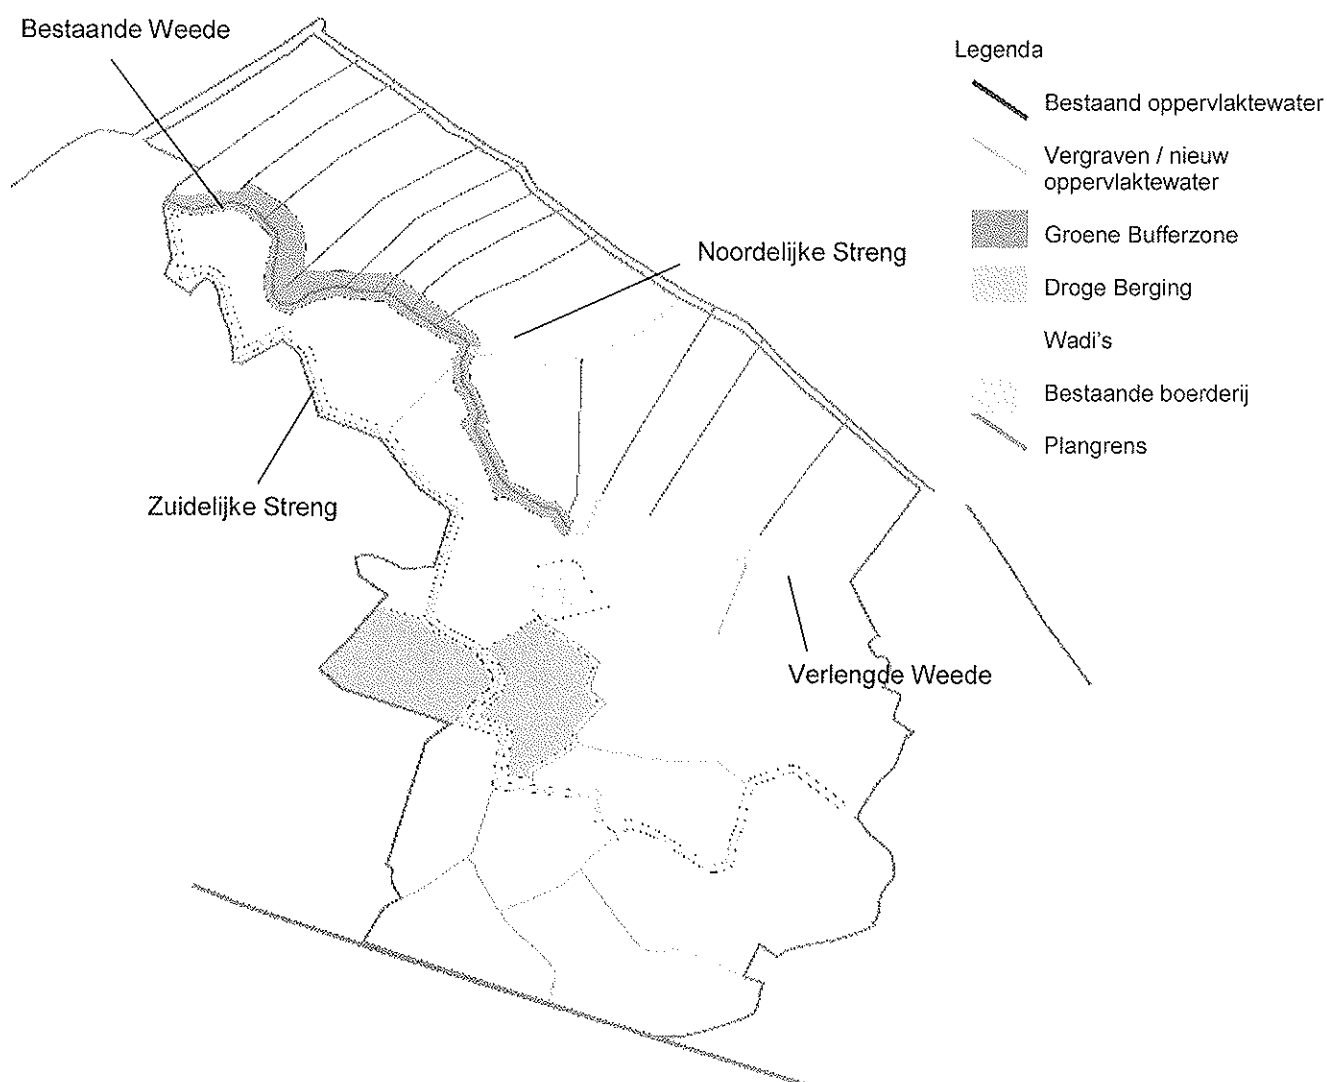 Bestaande Weede
Noordelijke Streng
Zuidelijke Streng
Verlengde Weede
Legenda
Bestaand oppervlaktewater
Vergraven / nieuw
oppervlaktewater
Groene Bufferzone
Droge Berging
Wadi's
Bestaande boerderij
Plangrens